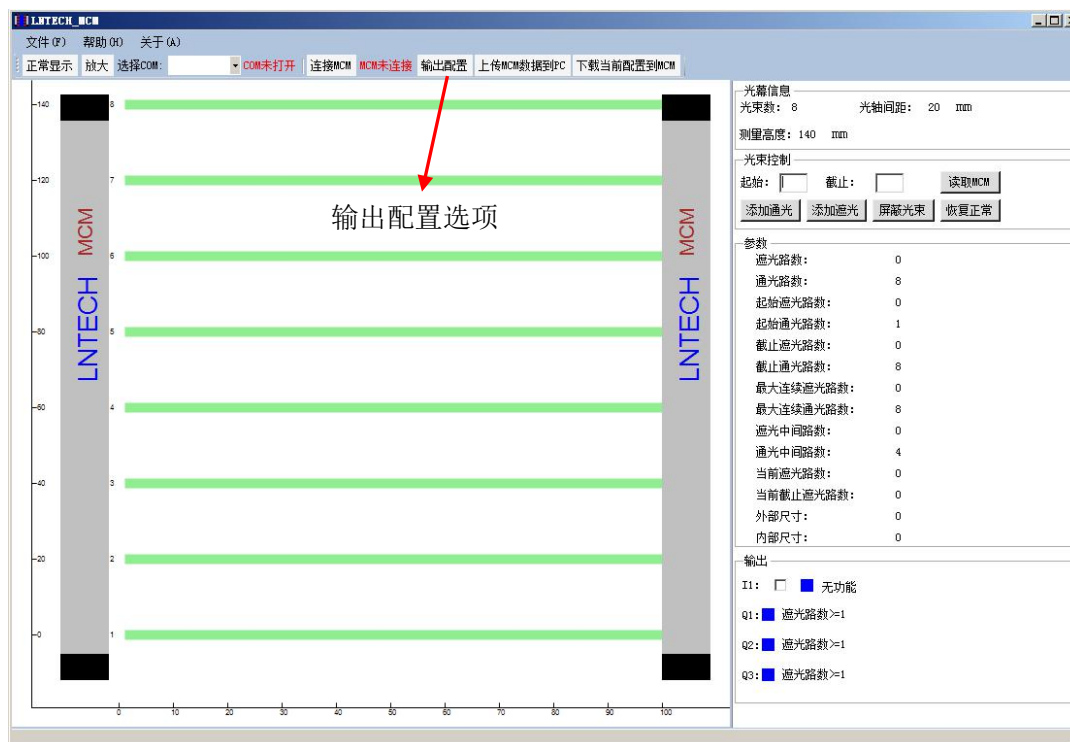 LNTECH_MCM
文件(F) 帮助(H) 关于(A)
正常显示 放大 选择COM: COM未打开 连接MCM MCM未连接 输出配置 上传MCM数据到PC 下载当前配置到MCM
140 8
120 7
100 6
80 5
60 4
40 3
20 2
0 1
0 10 20 30 40 50 60 70 80 90 100
LNTECH MCM
LNTECH MCM
输出配置选项
光幕信息
光束数: 8 光轴间距: 20 mm
测量高度: 140 mm
光束控制
起始: 截止: 读取MCM
添加通光 添加遮光 屏蔽光束 恢复正常
参数
遮光路数: 0
通光路数: 8
起始遮光路数: 0
起始通光路数: 1
截止遮光路数: 0
截止通光路数: 8
最大连续遮光路数: 0
最大连续通光路数: 8
遮光中间路数: 0
通光中间路数: 4
当前遮光路数: 0
当前截止遮光路数: 0
外部尺寸: 0
内部尺寸: 0
输出
I1: 无功能
Q1: 遮光路数>=1
Q2: 遮光路数>=1
Q3: 遮光路数>=1